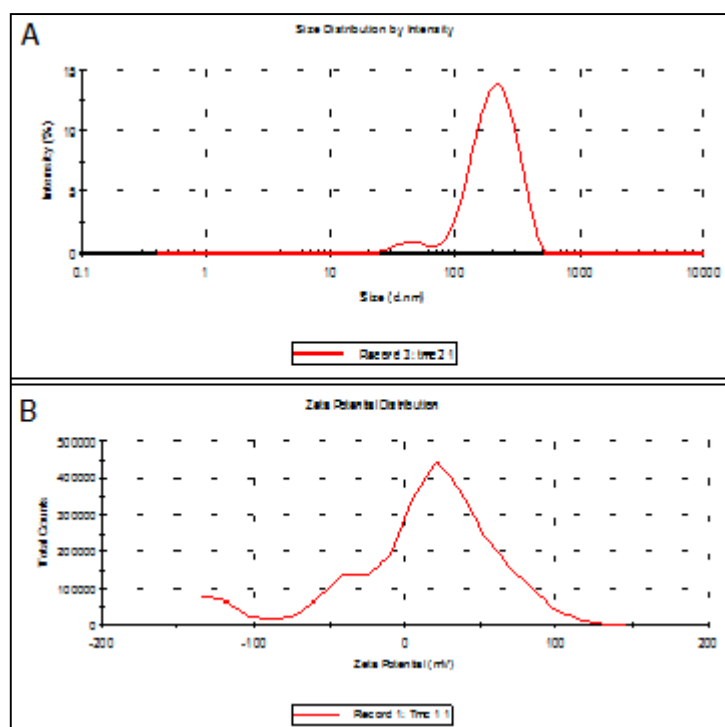 A
Size Distribution by Intensity
Intensity (%)
15
10
5
0
0.1 1 10 100 1000 10000
Size (d.nm)
B
Zeta Potential Distribution
Total Counts
500000
400000
300000
200000
100000
0
-200 -100 0 100 200
Zeta Potential (mV)